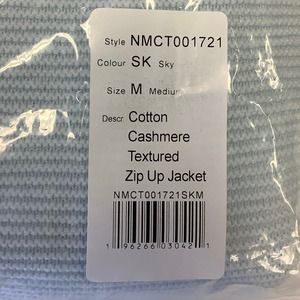 Style NMCT001721
Colour SK Sky
Size M Medium
Descr. Cotton
Cashmere
Textured
Zip Up Jacket
NMCT001721SKM
1 96266 03042 1